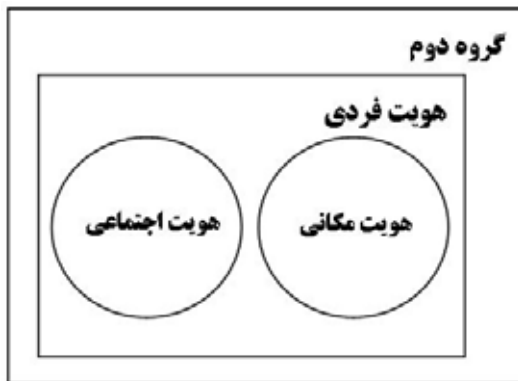 گروه دوم
هویت فردی
هویت مکانی
هویت اجتماعی